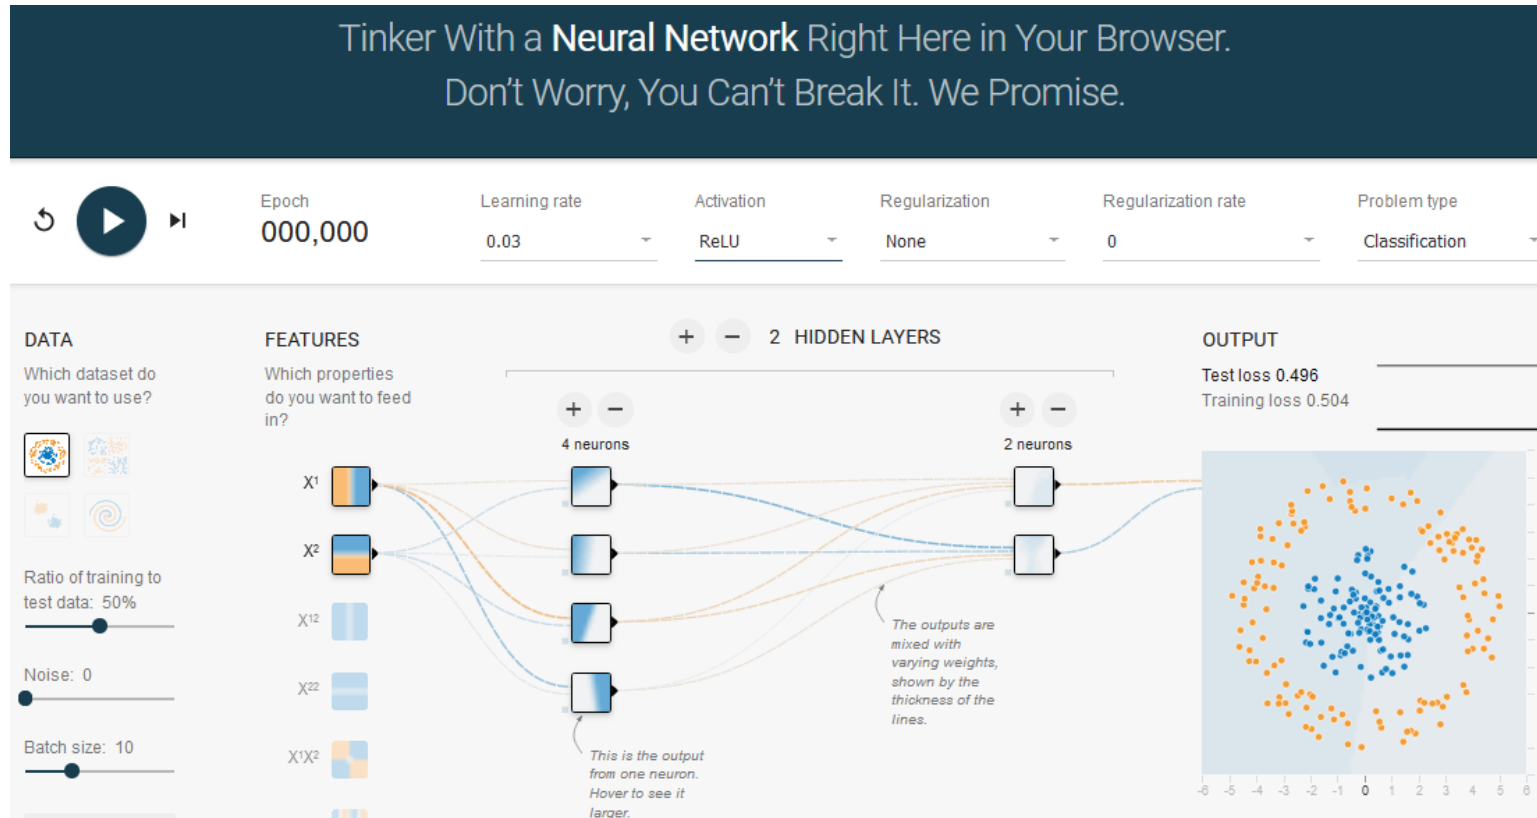 Tinker With a Neural Network Right Here in Your Browser.
Don't Worry, You Can't Break It. We Promise.
Epoch
000,000
Learning rate
0.03
Activation
ReLU
Regularization
None
Regularization rate
0
Problem type
Classification
DATA
Which dataset do
you want to use?
Ratio of training to
test data: 50%
Noise: 0
Batch size: 10
FEATURES
Which properties
do you want to feed
in?
X1
X2
X12
X22
X1X2
+ − 2 HIDDEN LAYERS
+ −
4 neurons
+ −
2 neurons
This is the output
from one neuron.
Hover to see it
larger.
The outputs are
mixed with
varying weights,
shown by the
thickness of the
lines.
OUTPUT
Test loss 0.496
Training loss 0.504
-6 -5 -4 -3 -2 -1 0 1 2 3 4 5 6